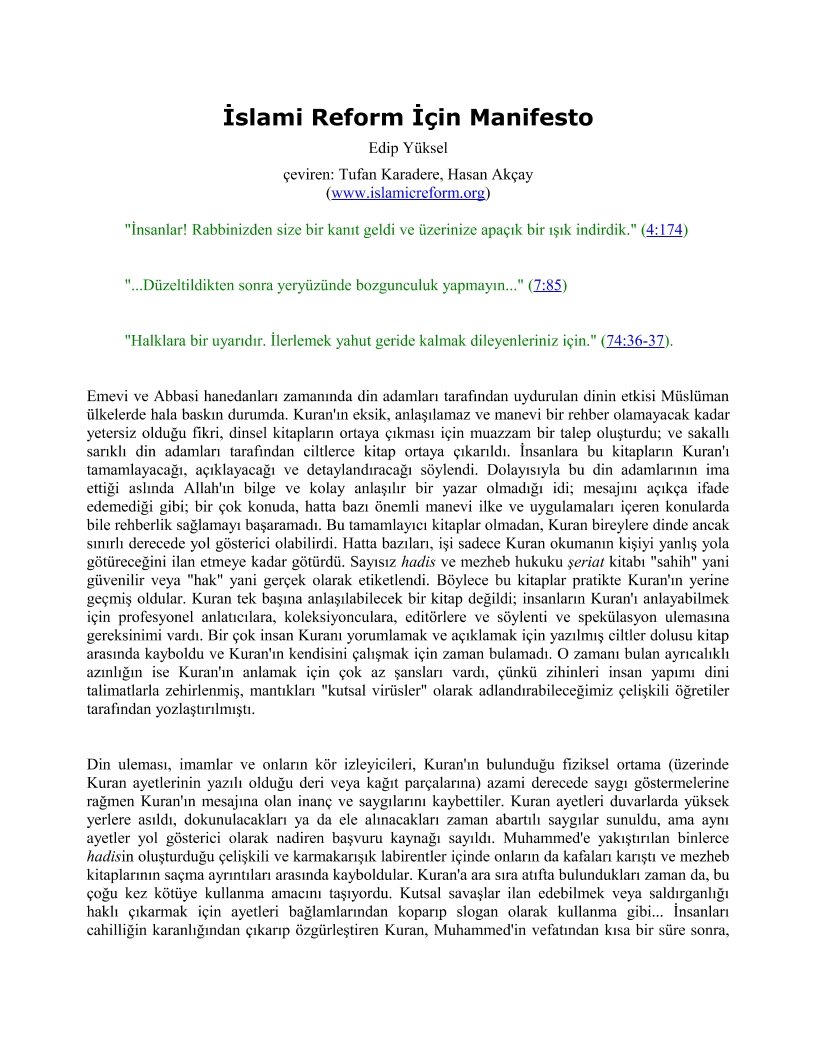 İslami Reform İçin Manifesto
Edip Yüksel
çeviren: Tufan Karadere, Hasan Akçay
(www.islamicreform.org)
"İnsanlar! Rabbinizden size bir kanıt geldi ve üzerinize apaçık bir ışık indirdik." (4:174)
"...Düzeltildikten sonra yeryüzünde bozgunculuk yapmayın..." (7:85)
"Halklara bir uyarıdır. İlerlemek yahut geride kalmak dileyenleriniz için." (74:36-37).
Emevi ve Abbasi hanedanları zamanında din adamları tarafından uydurulan dinin etkisi Müslüman
ülkelerde hala baskın durumda. Kuran'ın eksik, anlaşılamaz ve manevi bir rehber olamayacak kadar
yetersiz olduğu fikri, dinsel kitapların ortaya çıkması için muazzam bir talep oluşturdu; ve sakallı
sarıklı din adamları tarafından ciltlerce kitap ortaya çıkarıldı. İnsanlara bu kitapların Kuran'ı
tamamlayacağı, açıklayacağı ve detaylandıracağı söylendi. Dolayısıyla bu din adamlarının ima
ettiği aslında Allah'ın bilge ve kolay anlaşılır bir yazar olmadığı idi; mesajını açıkça ifade
edemediği gibi; bir çok konuda, hatta bazı önemli manevi ilke ve uygulamaları içeren konularda
bile rehberlik sağlamayı başaramadı. Bu tamamlayıcı kitaplar olmadan, Kuran bireylere dinde ancak
sınırlı derecede yol gösterici olabilirdi. Hatta bazıları, işi sadece Kuran okumanın kişiyi yanlış yola
götüreceğini ilan etmeye kadar götürdü. Sayısız hadis ve mezheb hukuku şeriat kitabı "sahih" yani
güvenilir veya "hak" yani gerçek olarak etiketlendi. Böylece bu kitaplar pratikte Kuran'ın yerine
geçmiş oldular. Kuran tek başına anlaşılabilecek bir kitap değildi; insanların Kuran'ı anlayabilmek
için profesyonel anlatıcılara, koleksiyonculara, editörlere ve söylenti ve spekülasyon ulemasına
gereksinimi vardı. Bir çok insan Kuranı yorumlamak ve açıklamak için yazılmış ciltler dolusu kitap
arasında kayboldu ve Kuran'ın kendisini çalışmak için zaman bulamadı. O zamanı bulan ayrıcalıklı
azınlığın ise Kuran'ın anlamak için çok az şansları vardı, çünkü zihinleri insan yapımı dini
talimatlarla zehirlenmiş, mantıkları "kutsal virüsler" olarak adlandırabileceğimiz çelişkili öğretiler
tarafından yozlaştırılmıştı.
Din uleması, imamlar ve onların kör izleyicileri, Kuran'ın bulunduğu fiziksel ortama (üzerinde
Kuran ayetlerinin yazılı olduğu deri veya kağıt parçalarına) azami derecede saygı göstermelerine
rağmen Kuran'ın mesajına olan inanç ve saygılarını kaybettiler. Kuran ayetleri duvarlarda yüksek
yerlere asıldı, dokunulacakları ya da ele alınacakları zaman abartılı saygılar sunuldu, ama aynı
ayetler yol gösterici olarak nadiren başvuru kaynağı sayıldı. Muhammed'e yakıştırılan binlerce
hadisin oluşturduğu çelişkili ve karmakarışık labirentler içinde onların da kafaları karıştı ve mezheb
kitaplarının saçma ayrıntıları arasında kayboldular. Kuran'a ara sıra atıfta bulundukları zaman da, bu
çoğu kez kötüye kullanma amacını taşıyordu. Kutsal savaşlar ilan edebilmek veya saldırganlığı
haklı çıkarmak için ayetleri bağlamlarından koparıp slogan olarak kullanma gibi... İnsanları
cahilliğin karanlığından çıkarıp özgürleştiren Kuran, Muhammed'in vefatından kısa bir süre sonra,